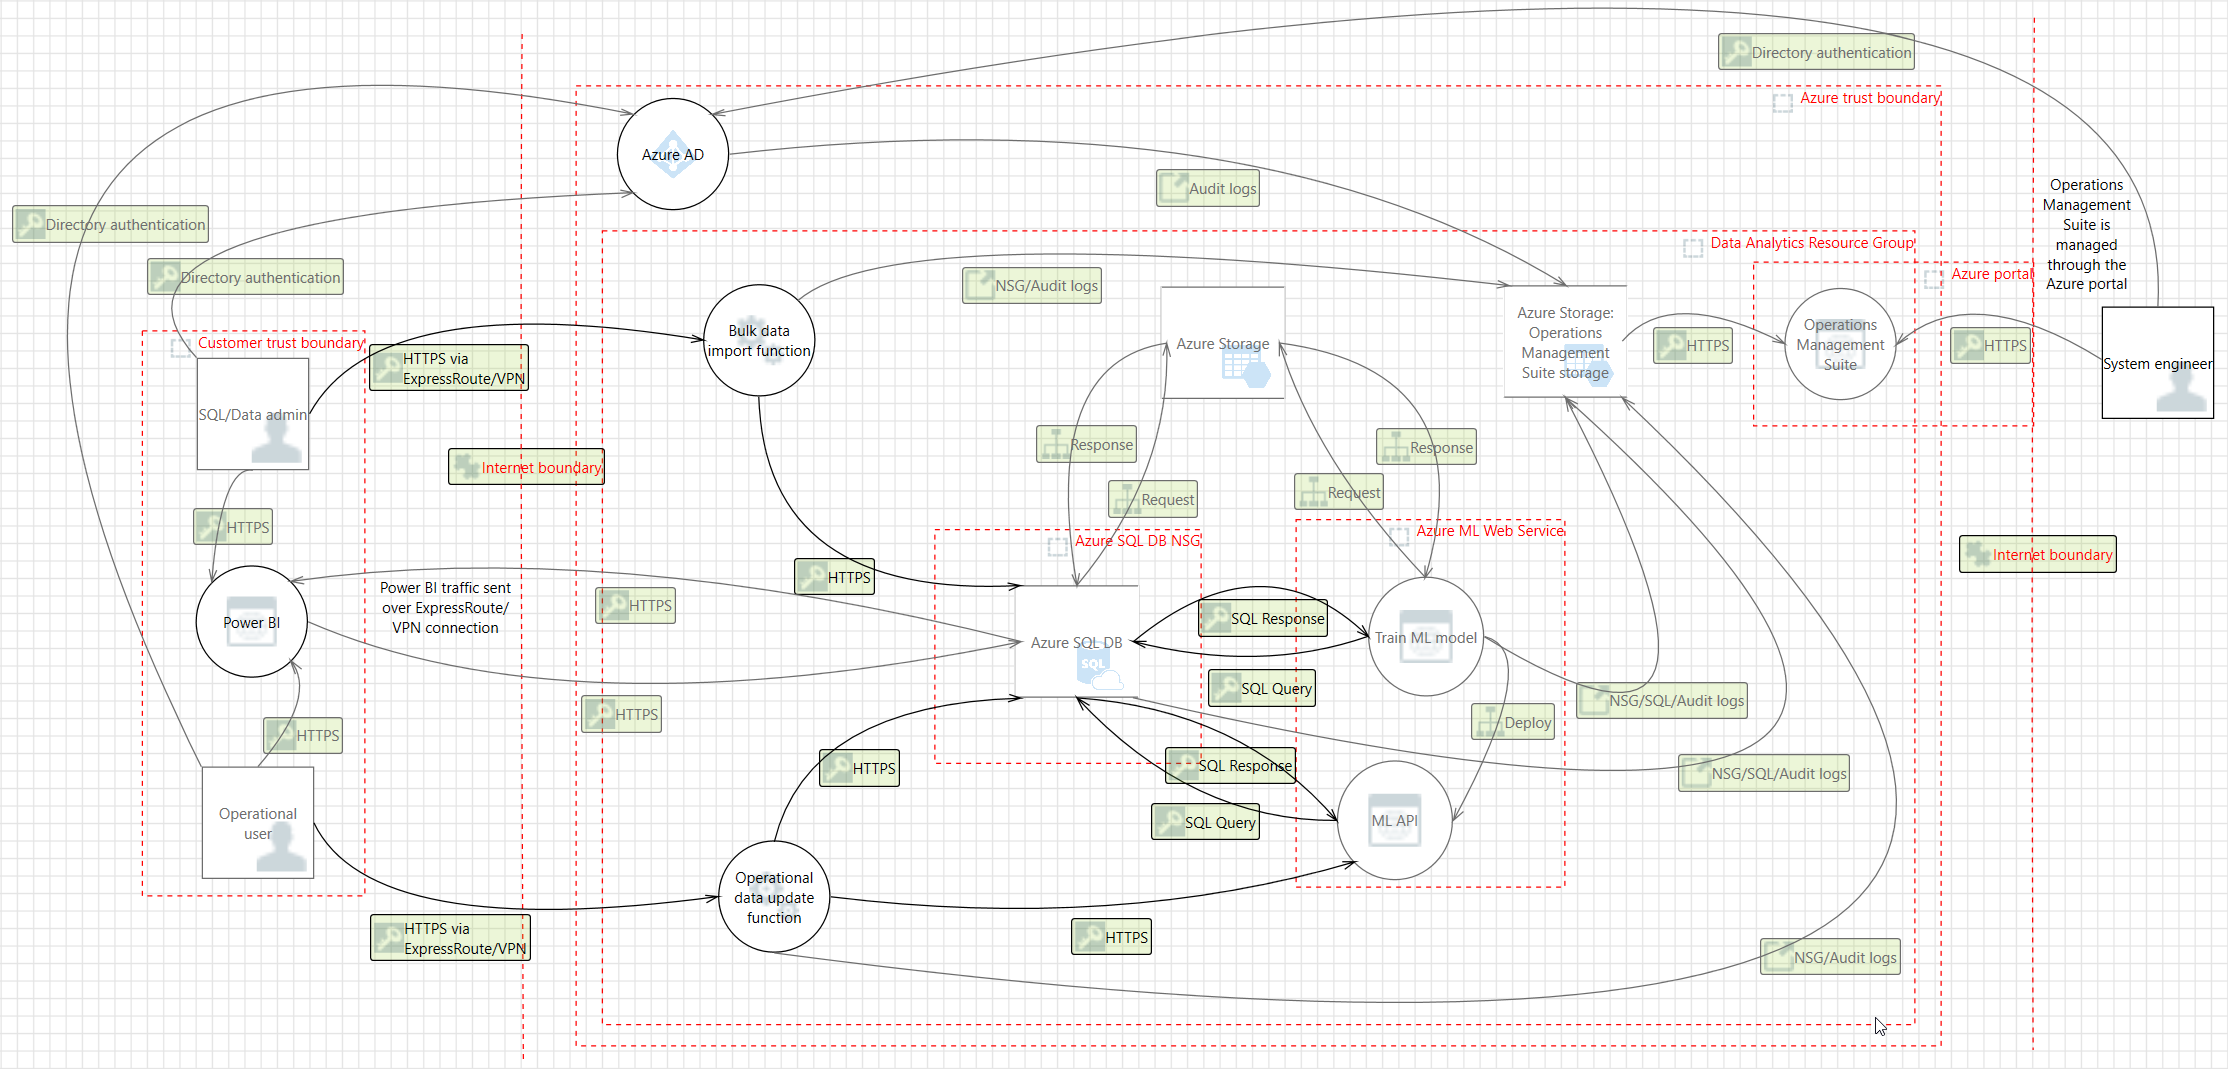 Directory authentication
Azure trust boundary
Azure AD
Audit logs
Operations
Management
Suite is
managed
through the
Azure portal
Directory authentication
Directory authentication
Data Analytics Resource Group
Azure portal
NSG/Audit logs
Customer trust boundary
HTTPS via
ExpressRoute/VPN
Bulk data
import function
Azure Storage
Azure Storage:
Operations
Management
Suite storage
HTTPS
Operations
Management
Suite
HTTPS
System engineer
SQL/Data admin
Internet boundary
Response
Request
Response
Request
HTTPS
Azure SQL DB NSG
Azure ML Web Service
Internet boundary
HTTPS
Power BI traffic sent
over ExpressRoute/
VPN connection
HTTPS
Power BI
Azure SQL DB
SQL Response
Train ML model
SQL Query
NSG/SQL/Audit logs
HTTPS
HTTPS
Deploy
HTTPS
SQL Response
NSG/SQL/Audit logs
Operational
user
SQL Query
ML API
Operational
data update
function
HTTPS via
ExpressRoute/VPN
HTTPS
NSG/Audit logs